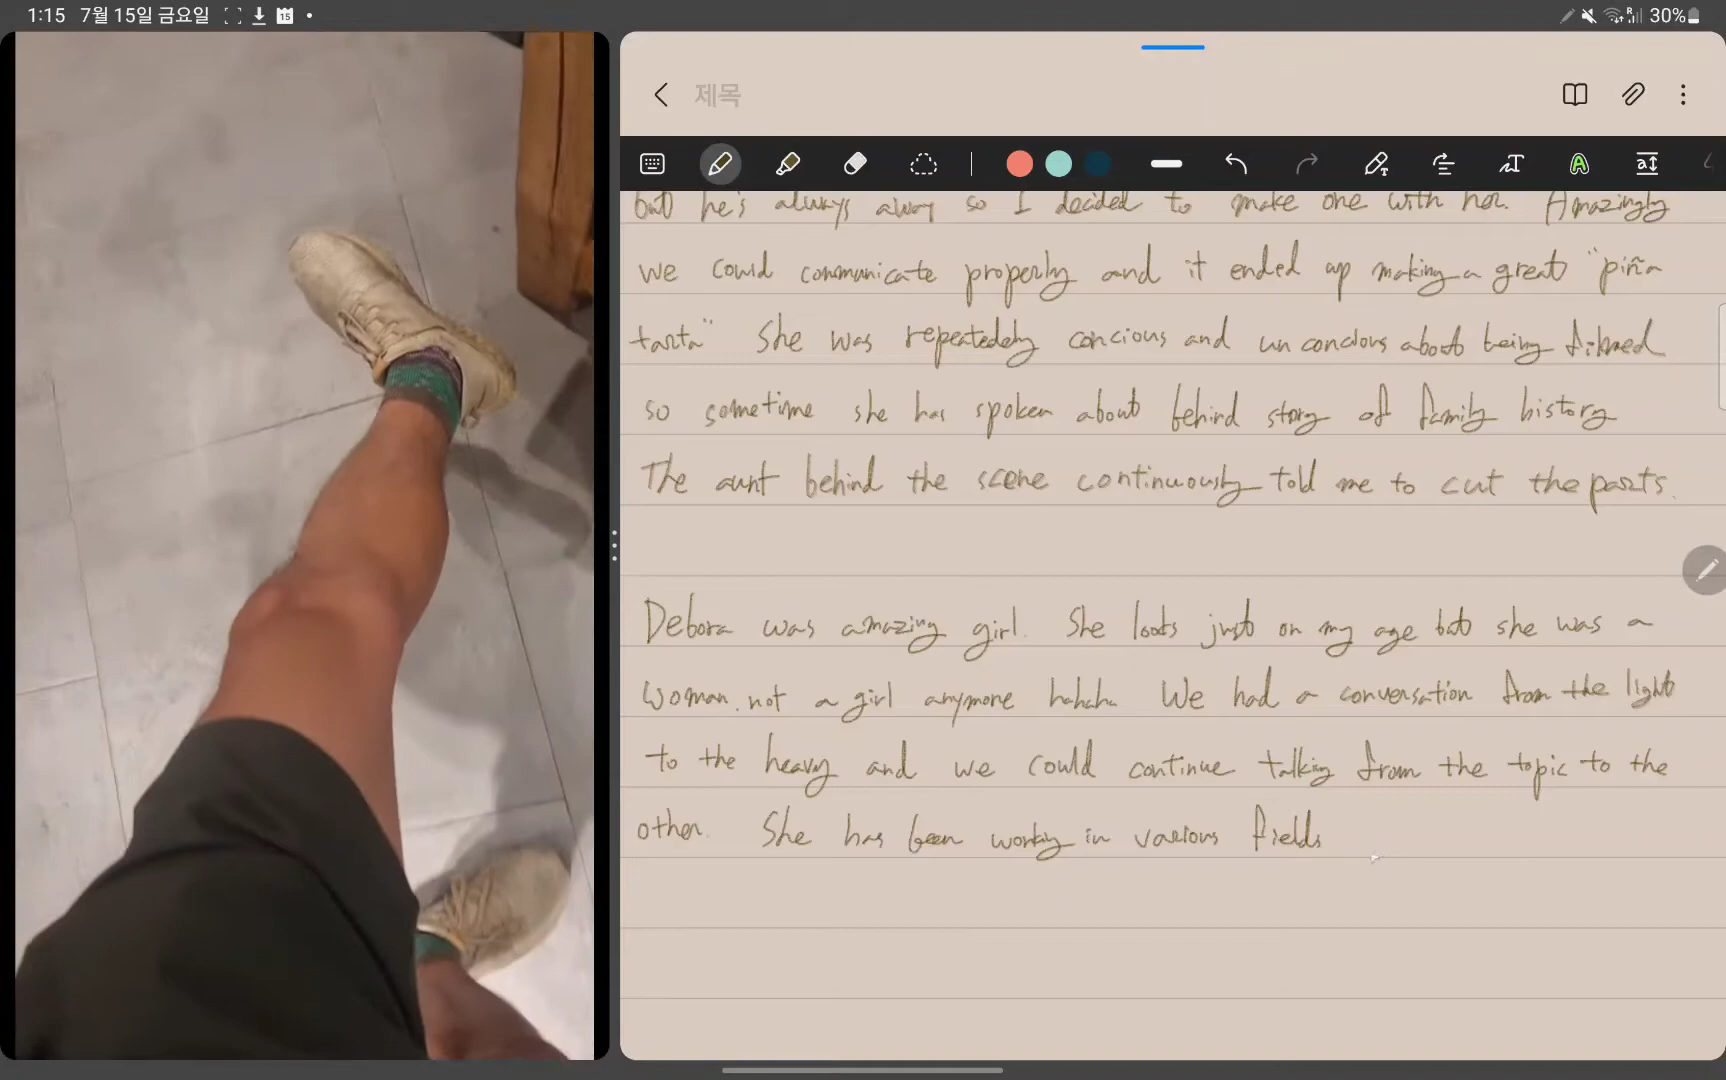 1:15 7월 15일 금요일 15
R 30%
제목
but he's always away so I decided to make one with her. Amazingly
we could communicate properly and it ended up making a great "piña
tarta" She was repeatedely concious and unconcious about being filmed
so sometime she has spoken about behind story of family history
The aunt behind the scene continuously told me to cut the parts.
Debora was amazing girl. She looks just on my age but she was a
woman. not a girl anymore hahaha We had a conversation from the light
to the heavy and we could continue talking from the topic to the
other. She has been working in various fields